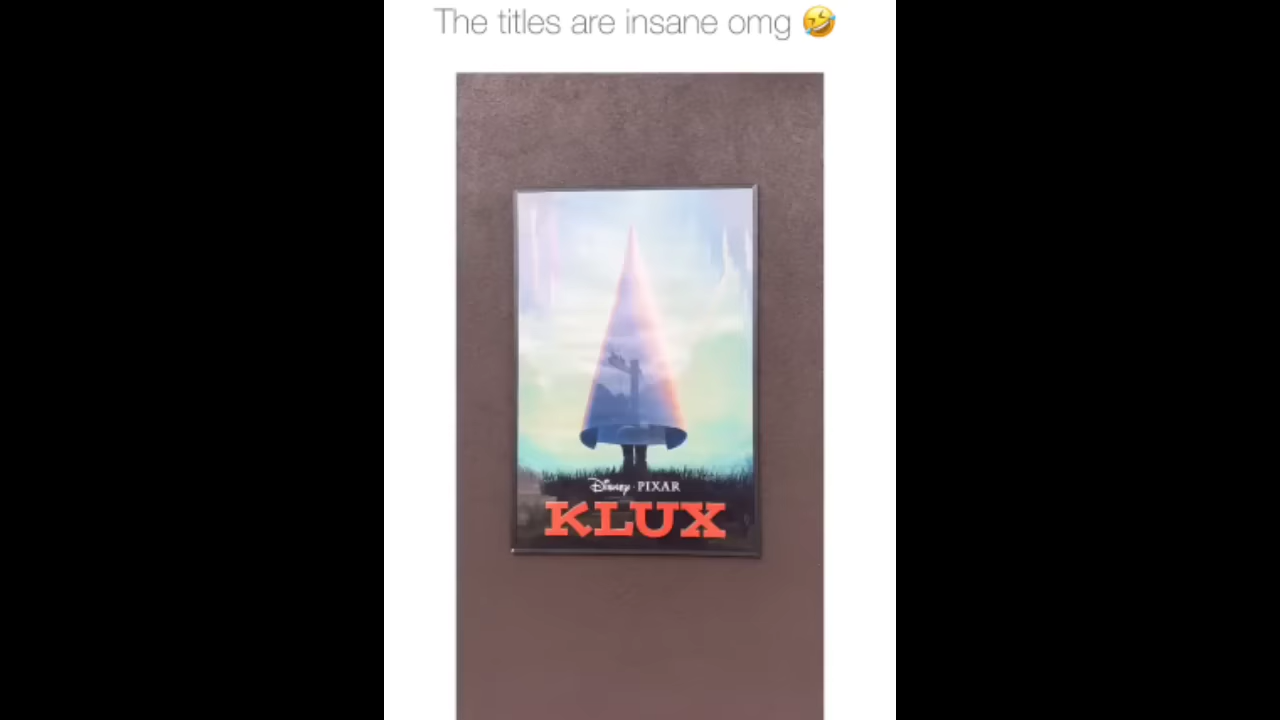 The titles are insane omg 🤣
Disney · PIXAR
KLUX